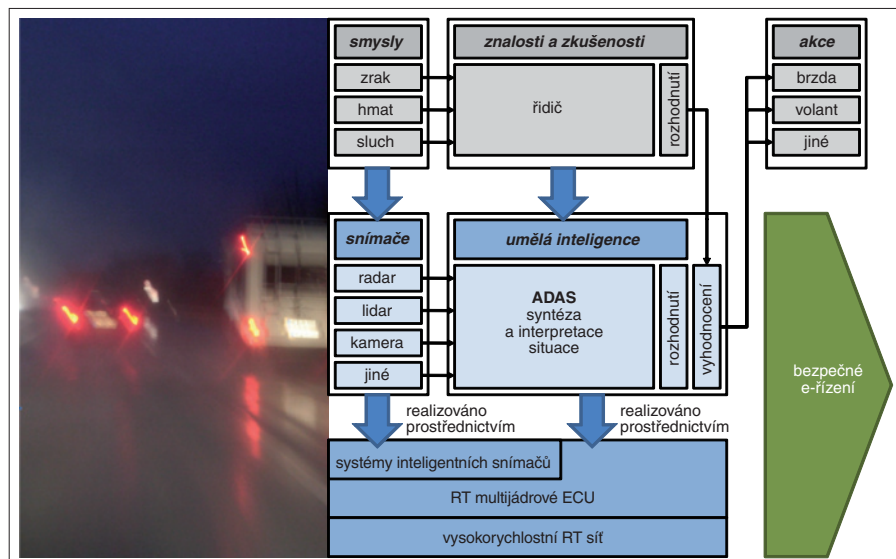 smysly
zrak
hmat
sluch
znalosti a zkušenosti
řidič
rozhodnutí
akce
brzda
volant
jiné
snímače
radar
lidar
kamera
jiné
umělá inteligence
ADAS
syntéza
a interpretace
situace
rozhodnutí
vyhodnocení
bezpečné
e-řízení
realizováno
prostřednictvím
realizováno
prostřednictvím
systémy inteligentních snímačů
RT multijádrové ECU
vysokorychlostní RT síť